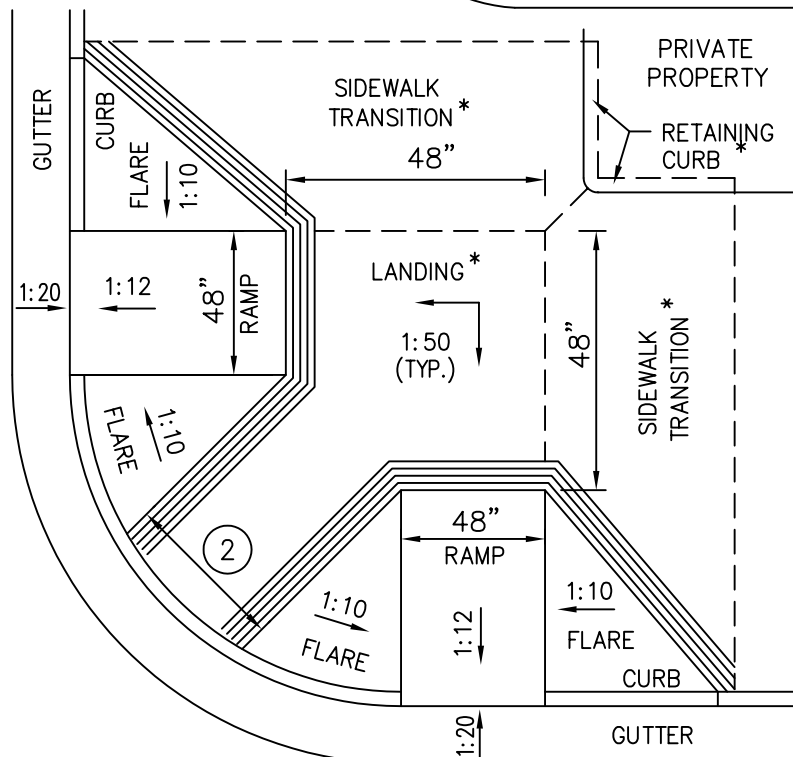 PRIVATE
PROPERTY
SIDEWALK
TRANSITION*
RETAINING
CURB*
GUTTER
CURB
FLARE
1:10
48"
LANDING*
1:20
1:12
48"
RAMP
1:50
(TYP.)
48"
SIDEWALK
TRANSITION*
1:10
FLARE
48"
RAMP
2
1:10
FLARE
1:12
1:10
FLARE
CURB
1:20
GUTTER